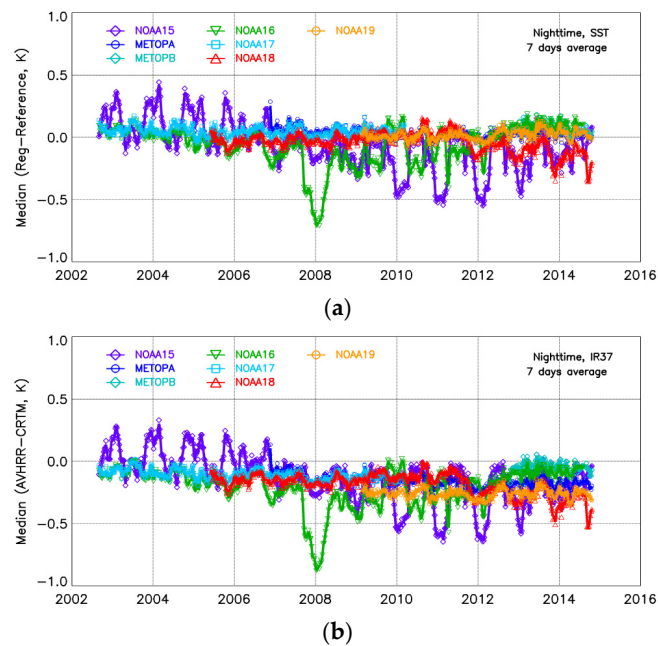 1.0
NOAA15 NOAA16 NOAA19 Nighttime, SST
METOPA NOAA17 7 days average
METOPB NOAA18
0.5
0.0
−0.5
−1.0
Median (Reg−Reference, K)
2002 2004 2006 2008 2010 2012 2014 2016
(a)
1.0
NOAA15 NOAA16 NOAA19 Nighttime, IR37
METOPA NOAA17 7 days average
METOPB NOAA18
0.5
0.0
−0.5
−1.0
Median (AVHRR−CRTM, K)
2002 2004 2006 2008 2010 2012 2014 2016
(b)